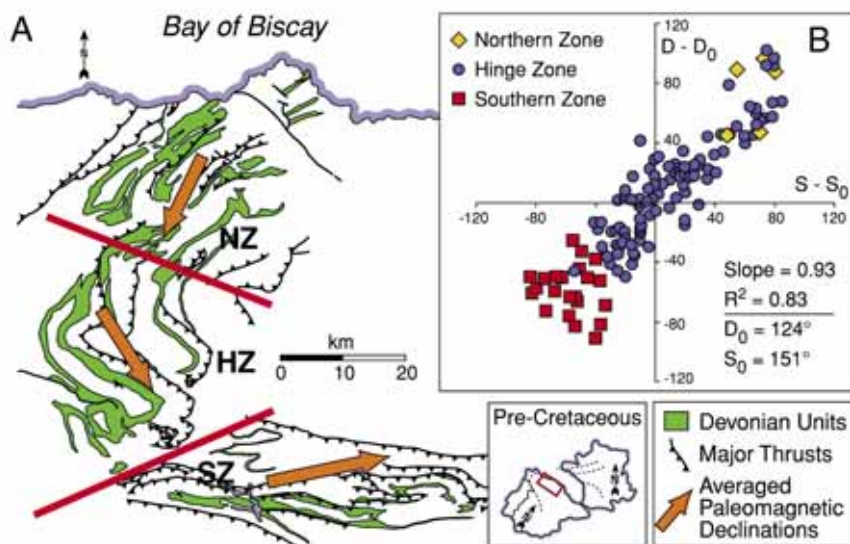 A
Bay of Biscay
N
NZ
HZ
SZ
km
0 10 20
B
Northern Zone
Hinge Zone
Southern Zone
D - D0
S - S0
120
80
40
-40
-80
-120
-120
-80
-40
40
80
120
Slope = 0.93
R2 = 0.83
D0 = 124°
S0 = 151°
Pre-Cretaceous
Devonian Units
Major Thrusts
Averaged
Paleomagnetic
Declinations